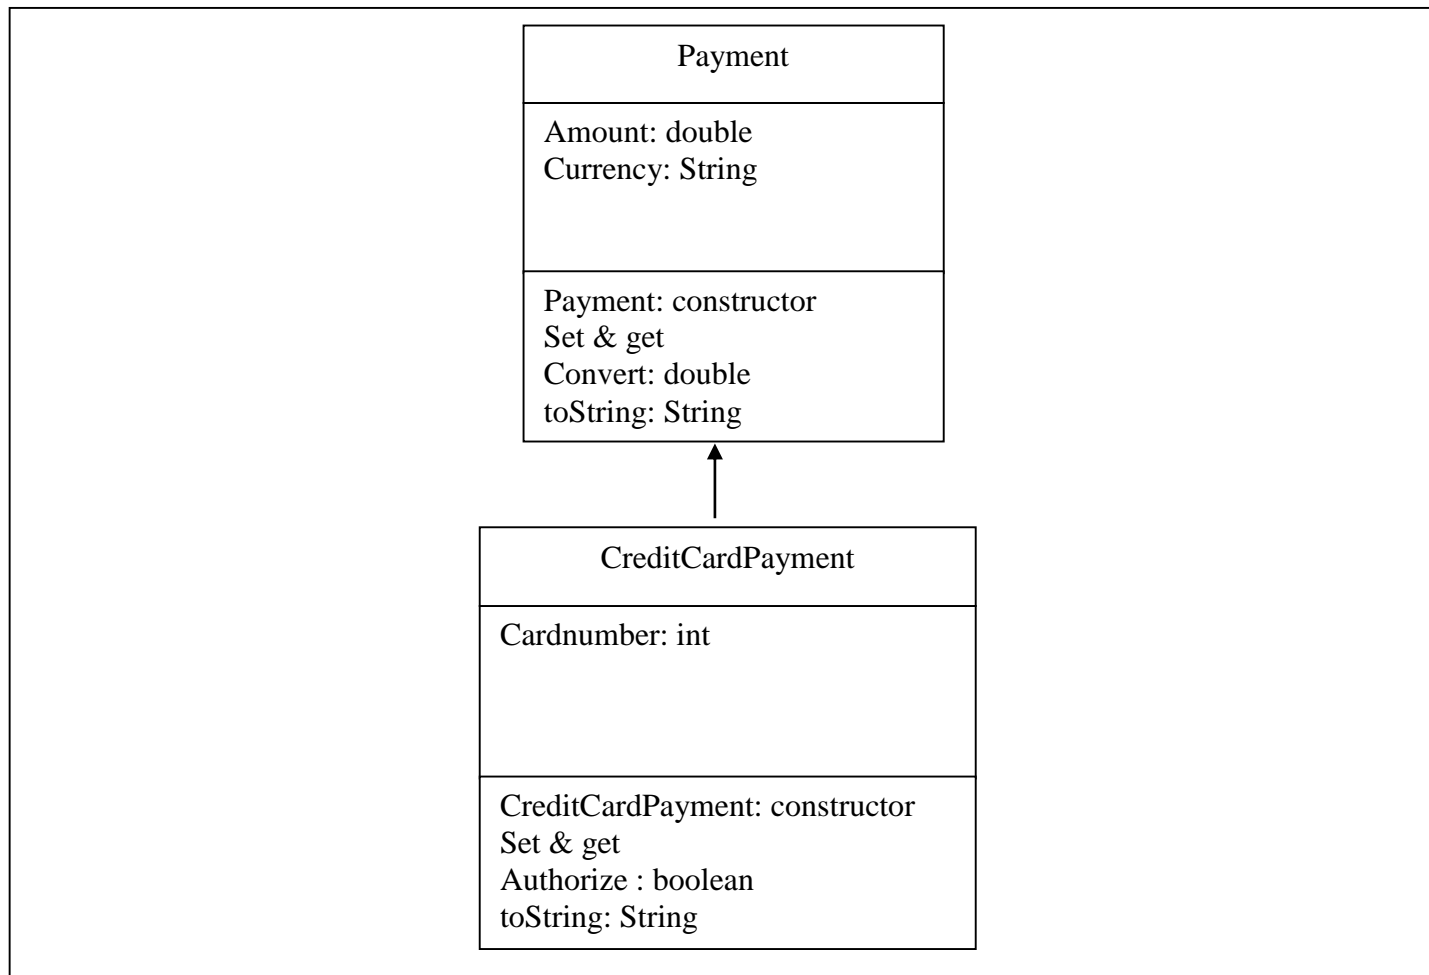 Payment
Amount: double
Currency: String
Payment: constructor
Set & get
Convert: double
toString: String
CreditCardPayment
Cardnumber: int
CreditCardPayment: constructor
Set & get
Authorize : boolean
toString: String